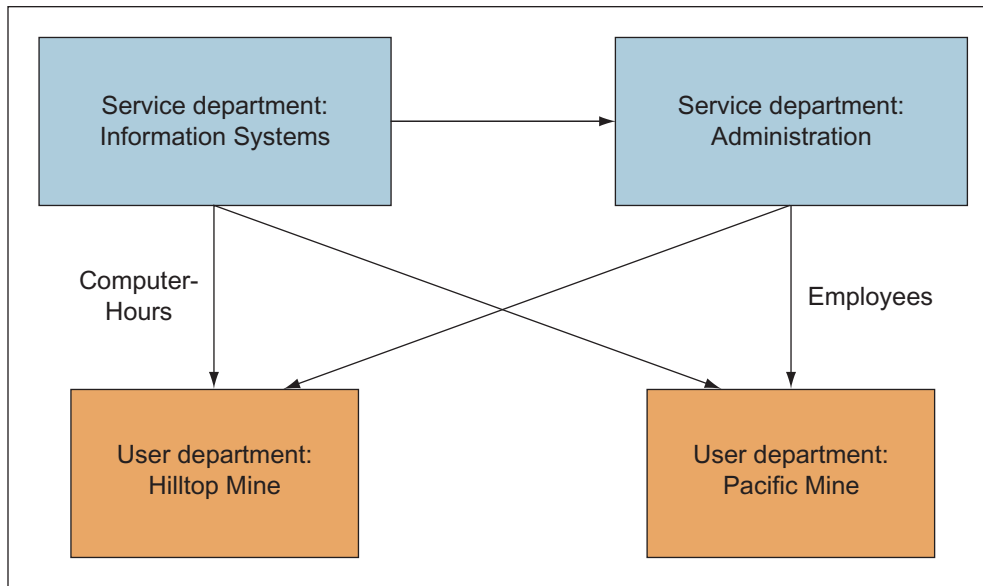 Service department:
Information Systems
Service department:
Administration
Computer-
Hours
Employees
User department:
Hilltop Mine
User department:
Pacific Mine